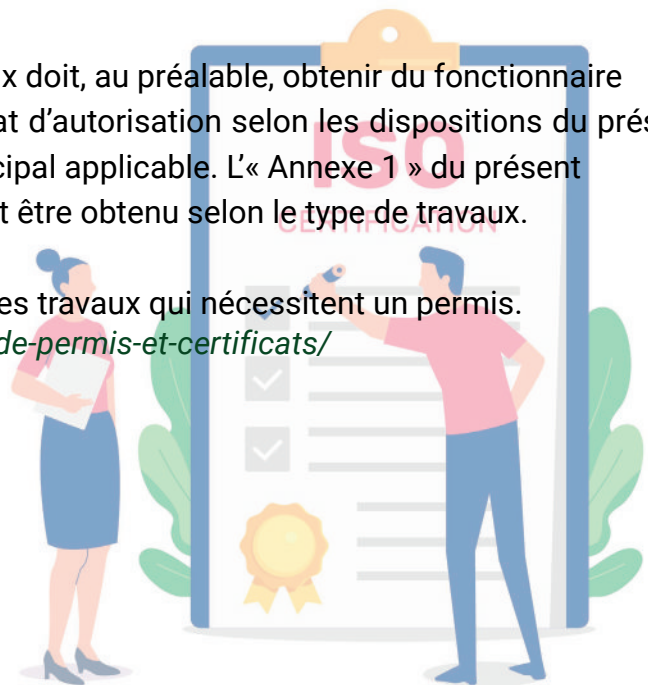 x doit, au préalable, obtenir du fonctionnaire
at d’autorisation selon les dispositions du prés
cipal applicable. L’« Annexe 1 » du présent
t être obtenu selon le type de travaux.
es travaux qui nécessitent un permis.
de-permis-et-certificats/
ISO
CERTIFICATION